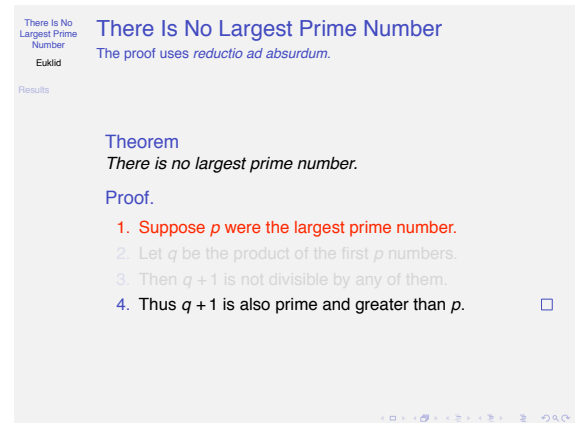 There Is No
Largest Prime
Number
Euklid
Results
There Is No Largest Prime Number
The proof uses reductio ad absurdum.
Theorem
There is no largest prime number.
Proof.
1. Suppose p were the largest prime number.
2. Let q be the product of the first p numbers.
3. Then q + 1 is not divisible by any of them.
4. Thus q + 1 is also prime and greater than p.